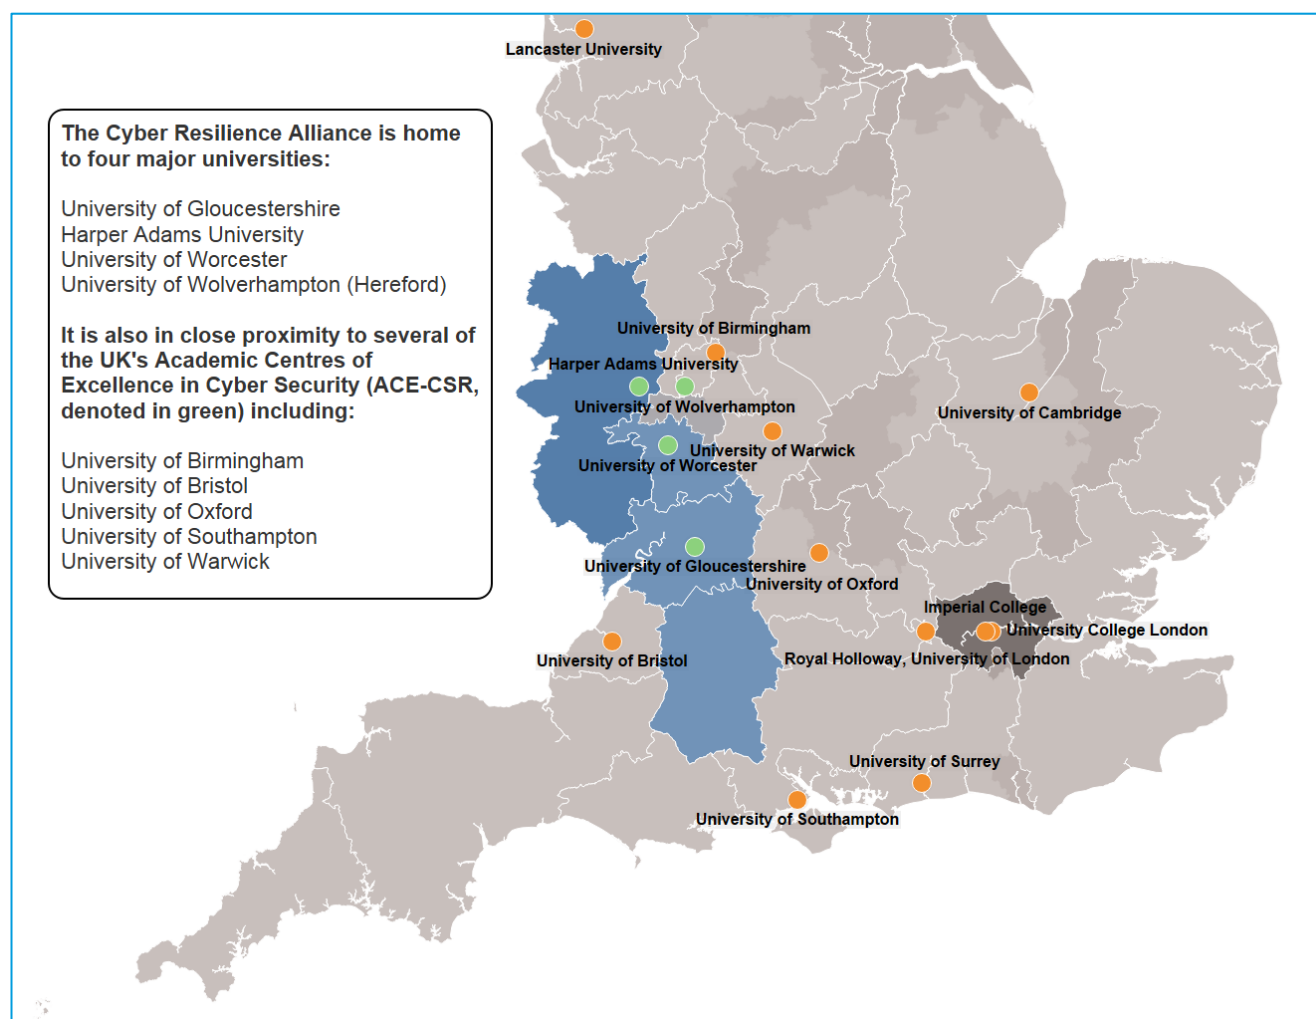 Lancaster University
The Cyber Resilience Alliance is home
to four major universities:
University of Gloucestershire
Harper Adams University
University of Worcester
University of Wolverhampton (Hereford)
It is also in close proximity to several of
the UK's Academic Centres of
Excellence in Cyber Security (ACE-CSR,
denoted in green) including:
University of Birmingham
University of Bristol
University of Oxford
University of Southampton
University of Warwick
University of Birmingham
Harper Adams University
University of Wolverhampton
University of Cambridge
University of Warwick
University of Worcester
University of Gloucestershire
University of Oxford
Imperial College
University College London
University of Bristol
Royal Holloway, University of London
University of Surrey
University of Southampton